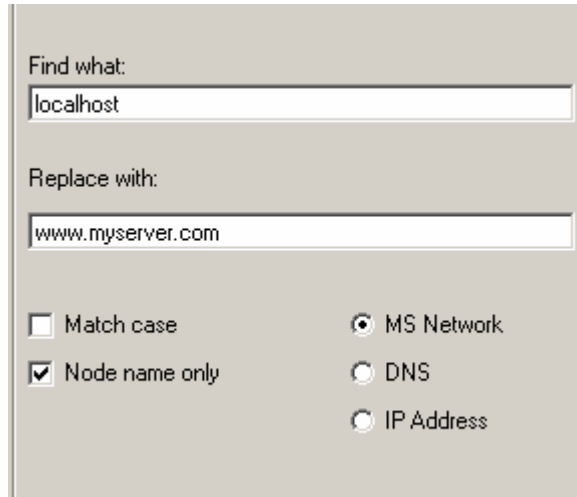 Find what:
localhost
Replace with:
www.myserver.com
Match case
MS Network
Node name only
DNS
IP Address